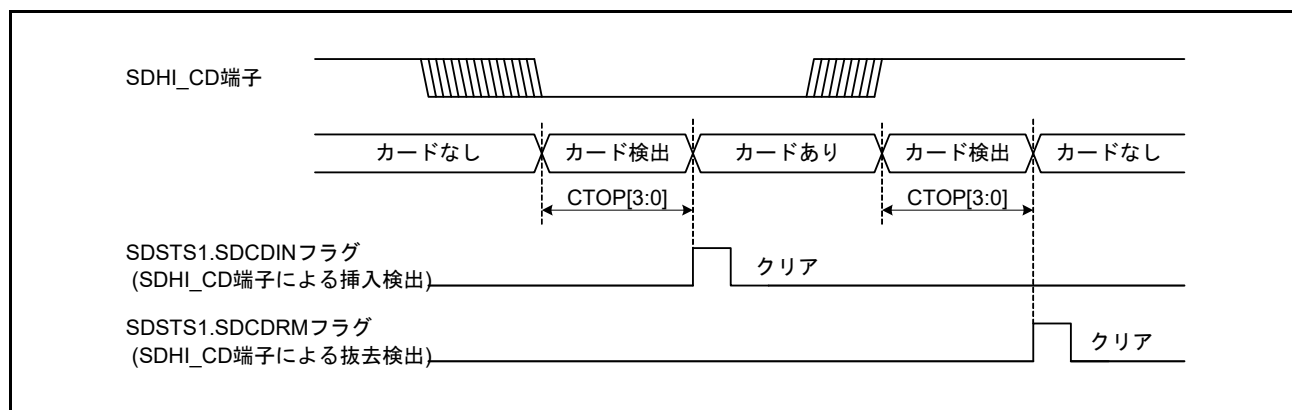 SDHI_CD端子
カードなし カード検出 カードあり カード検出 カードなし
CTOP[3:0] CTOP[3:0]
SDSTS1.SDCDINフラグ
(SDHI_CD端子による挿入検出)
クリア
SDSTS1.SDCDRMフラグ
(SDHI_CD端子による抜去検出)
クリア